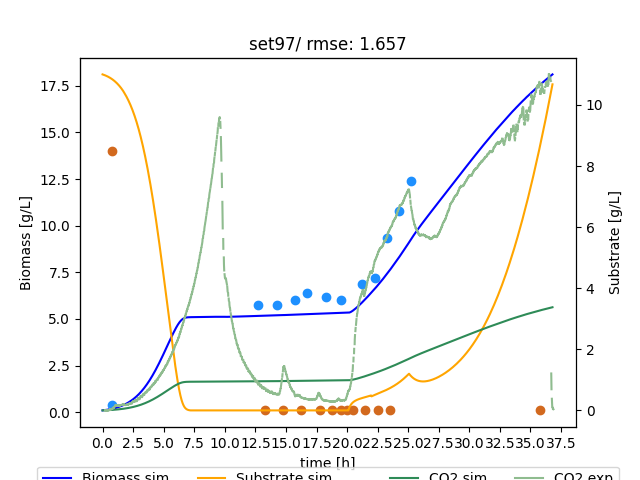 set97/ rmse: 1.657
Biomass [g/L]
17.5
15.0
12.5
10.0
7.5
5.0
2.5
0.0
10
8
6
4
2
0
Substrate [g/L]
0.0 2.5 5.0 7.5 10.0 12.5 15.0 17.5 20.0 22.5 25.0 27.5 30.0 32.5 35.0 37.5
time [h]
Biomass sim Substrate sim CO2 sim CO2 exp